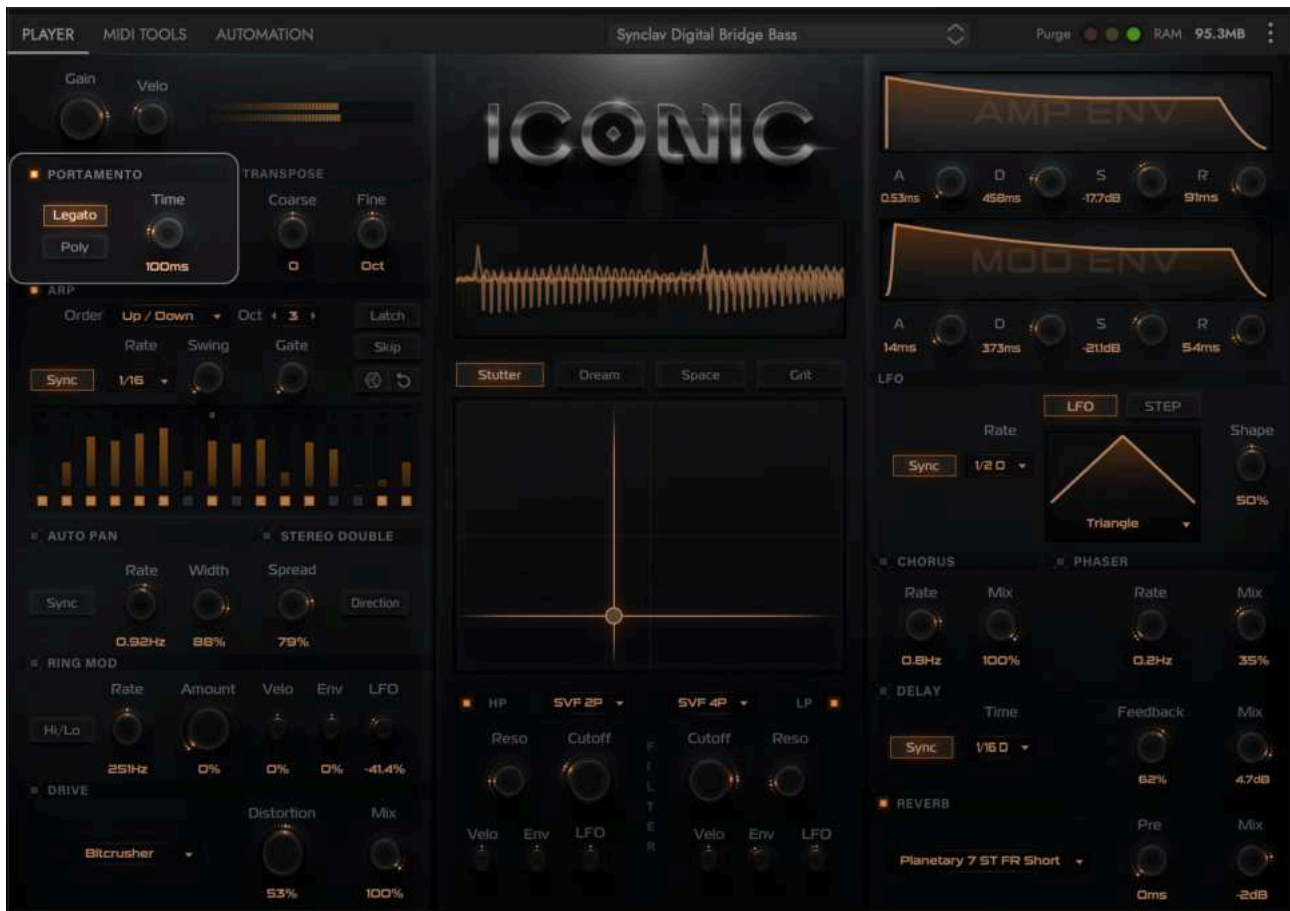 PLAYER MIDI TOOLS AUTOMATION Synclav Digital Bridge Bass Purge RAM 95.3MB
Gain Velo
PORTAMENTO
Legato
Poly
Time
100ms
TRANSPOSE
Coarse Fine
0 Oct
ARP
Order Up / Down Oct 3 Latch
Rate Swing Gate Skip
Sync 1/16
AUTO PAN STEREO DOUBLE
Rate Width Spread
Sync Direction
0.92Hz 88% 79%
RING MOD
Rate Amount Velo Env LFO
Hi/Lo
251Hz 0% 0% 0% -41.4%
DRIVE
Distortion Mix
Bitcrusher
53% 100%
ICONIC
Stutter Dream Space Grit
HP SVF 2P SVF 4P LP
Reso Cutoff Cutoff Reso
FILTER
Velo Env LFO Velo Env LFO
AMP ENV
A D S R
0.53ms 458ms -17.7dB 91ms
MOD ENV
A D S R
14ms 373ms -21.1dB 54ms
LFO
LFO STEP
Rate Shape
Sync 1/2 D
50%
Triangle
CHORUS PHASER
Rate Mix Rate Mix
0.8Hz 100% 0.2Hz 35%
DELAY
Time Feedback Mix
Sync 1/16 D
62% 4.7dB
REVERB
Pre Mix
Planetary 7 ST FR Short
0ms -2dB